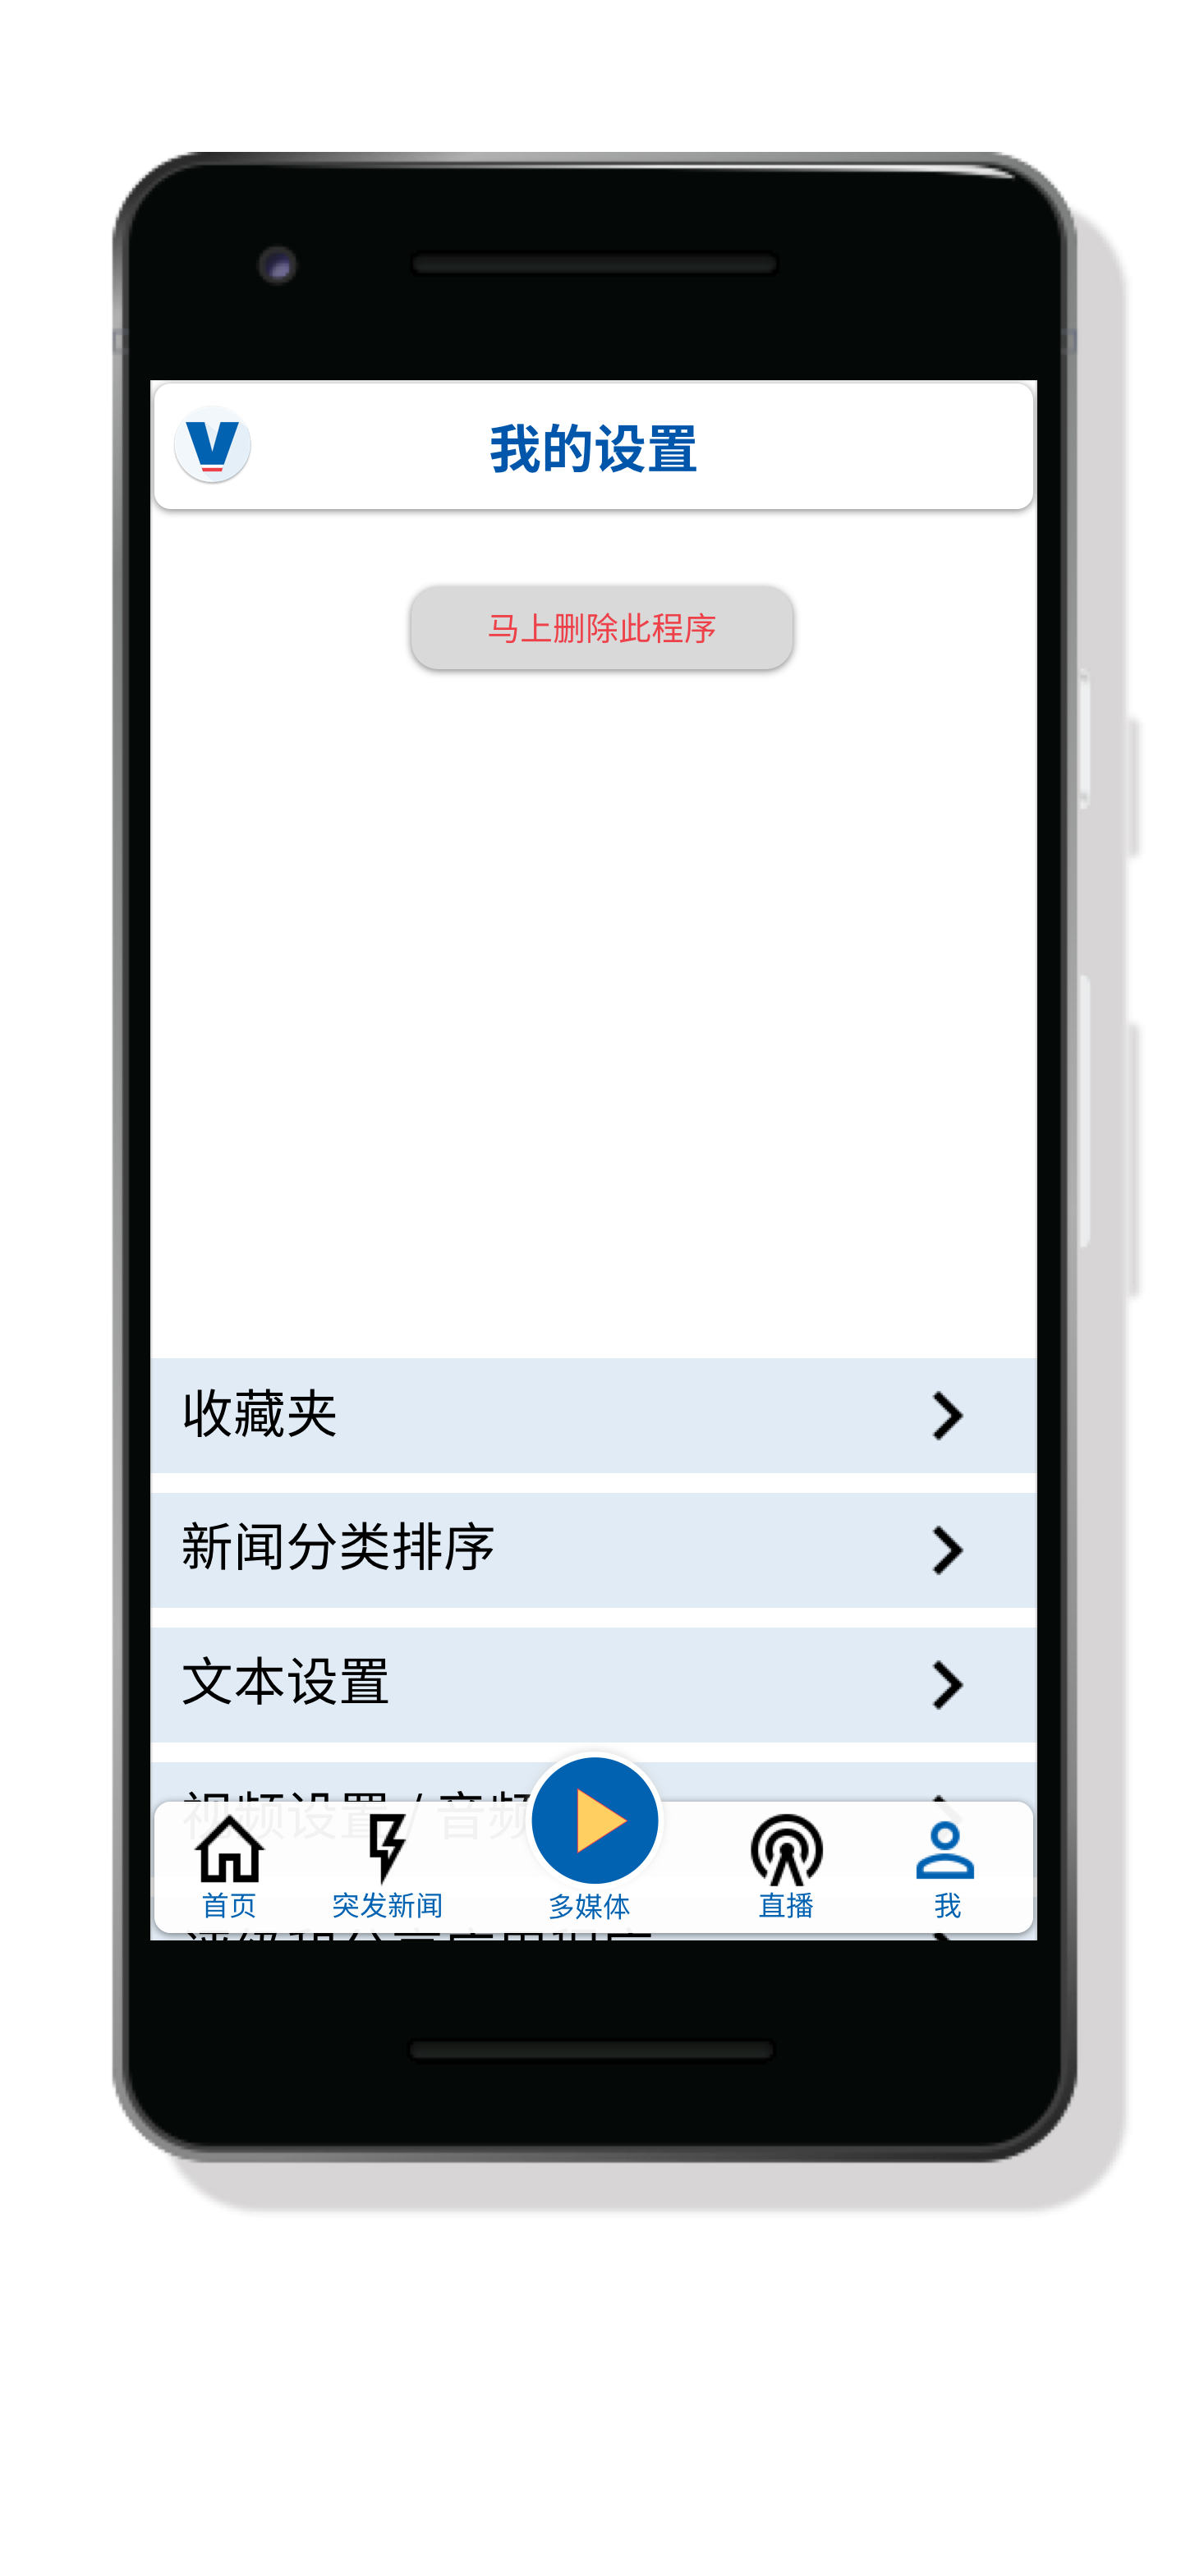 V
我的设置
马上删除此程序
收藏夹
新闻分类排序
文本设置
视频设置 / 音频
首页
突发新闻
多媒体
直播
我